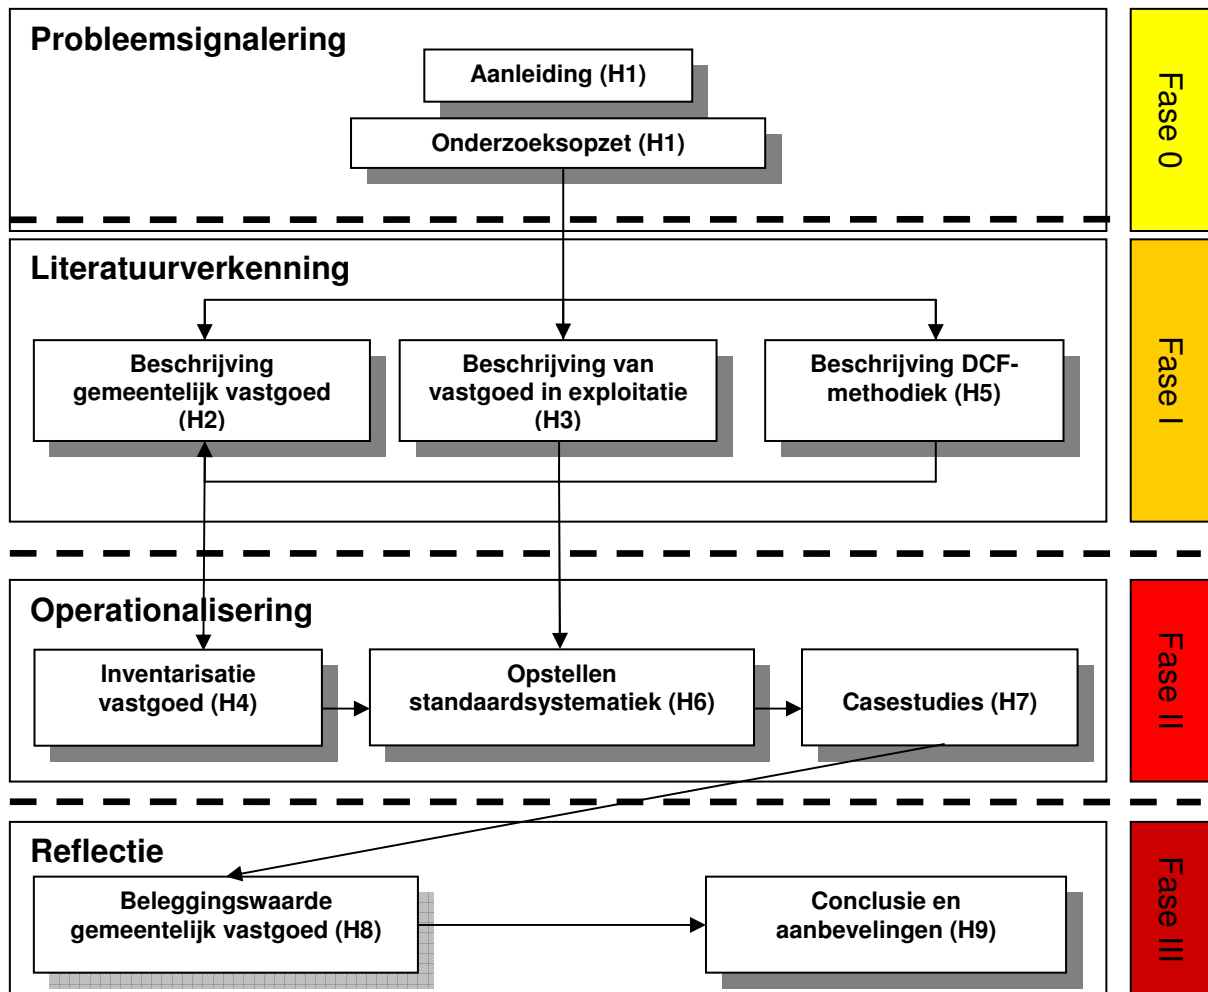 Probleemsignalering
Aanleiding (H1)
Onderzoeksopzet (H1)
Fase 0
Literatuurverkenning
Beschrijving
gemeentelijk vastgoed
(H2)
Beschrijving van
vastgoed in exploitatie
(H3)
Beschrijving DCF-
methodiek (H5)
Fase I
Operationalisering
Inventarisatie
vastgoed (H4)
Opstellen
standaardsystematiek (H6)
Casestudies (H7)
Fase II
Reflectie
Beleggingswaarde
gemeentelijk vastgoed (H8)
Conclusie en
aanbevelingen (H9)
Fase III